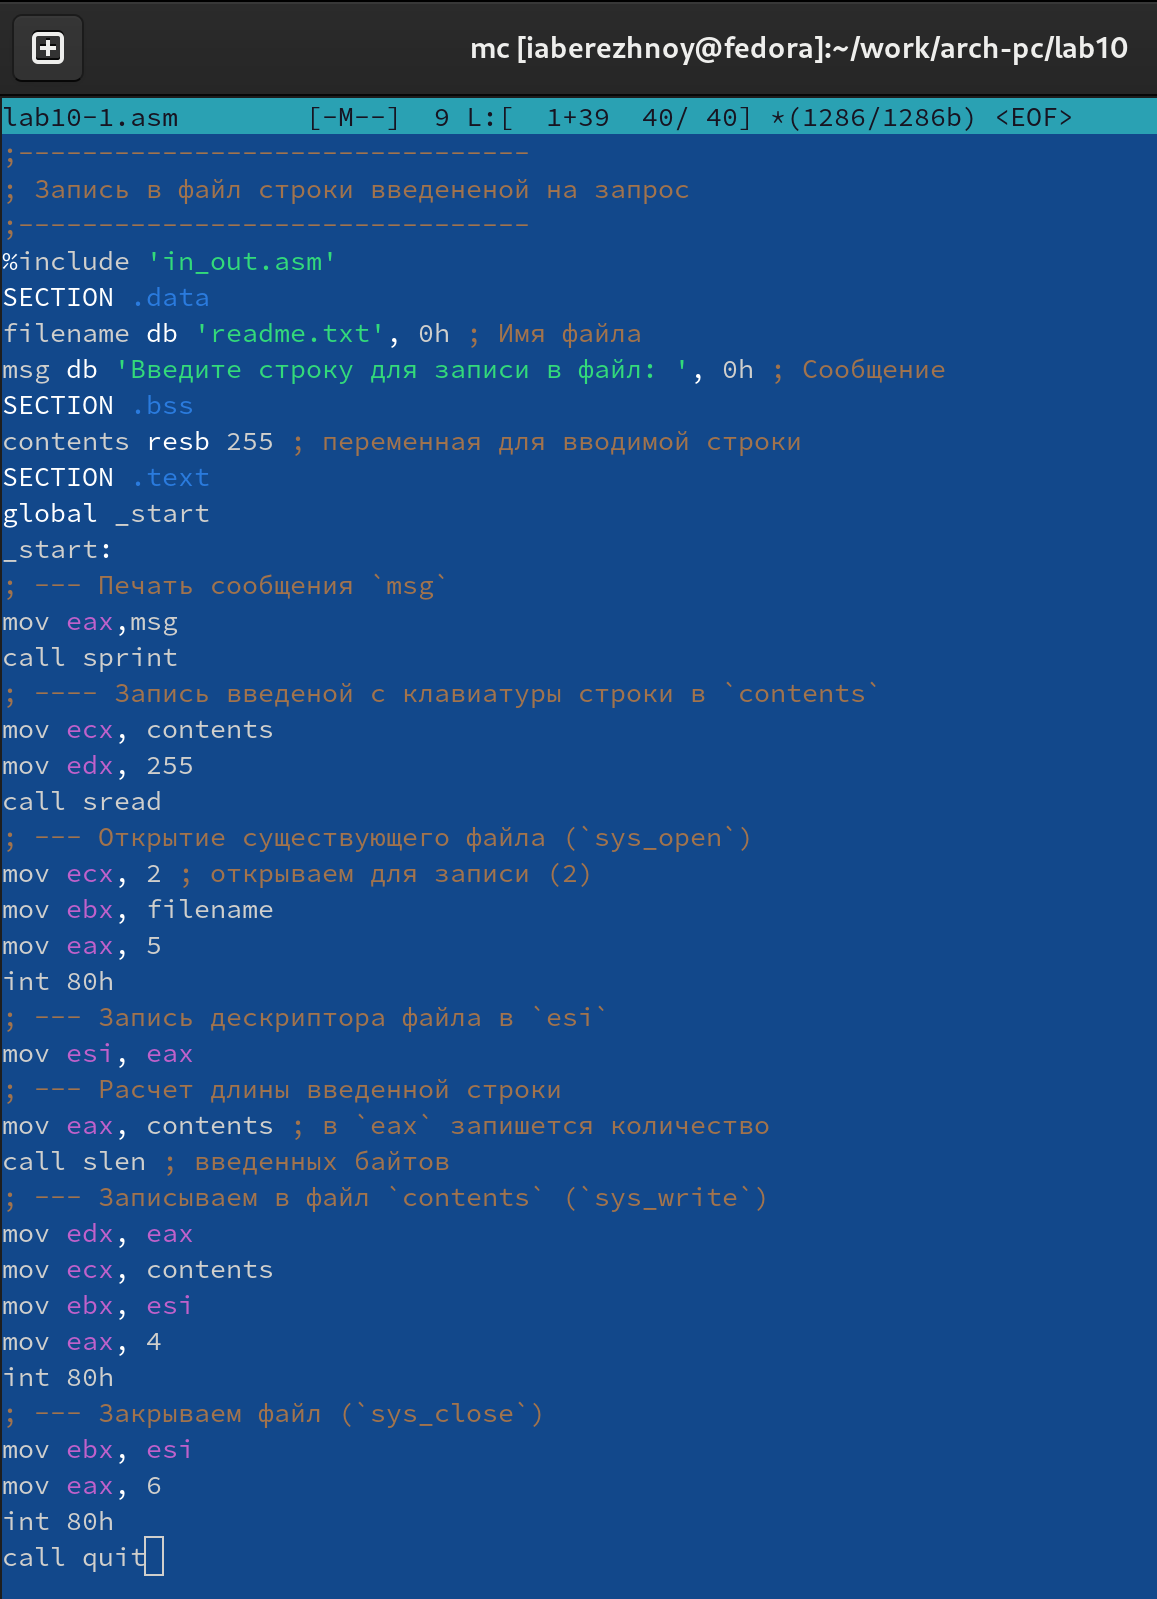 mc [iaberezhnoy@fedora]:~/work/arch-pc/lab10
lab10-1.asm        [-M--]  9 L:[  1+39  40/ 40] *(1286/1286b) <EOF>
;--------------------------------
; Запись в файл строки введененой на запрос
;--------------------------------
%include 'in_out.asm'
SECTION .data
filename db 'readme.txt', 0h ; Имя файла
msg db 'Введите строку для записи в файл: ', 0h ; Сообщение
SECTION .bss
contents resb 255 ; переменная для вводимой строки
SECTION .text
global _start
_start:
; --- Печать сообщения `msg`
mov eax,msg
call sprint
; ---- Запись введеной с клавиатуры строки в `contents`
mov ecx, contents
mov edx, 255
call sread
; --- Открытие существующего файла (`sys_open`)
mov ecx, 2 ; открываем для записи (2)
mov ebx, filename
mov eax, 5
int 80h
; --- Запись дескриптора файла в `esi`
mov esi, eax
; --- Расчет длины введенной строки
mov eax, contents ; в `eax` запишется количество
call slen ; введенных байтов
; --- Записываем в файл `contents` (`sys_write`)
mov edx, eax
mov ecx, contents
mov ebx, esi
mov eax, 4
int 80h
; --- Закрываем файл (`sys_close`)
mov ebx, esi
mov eax, 6
int 80h
call quit